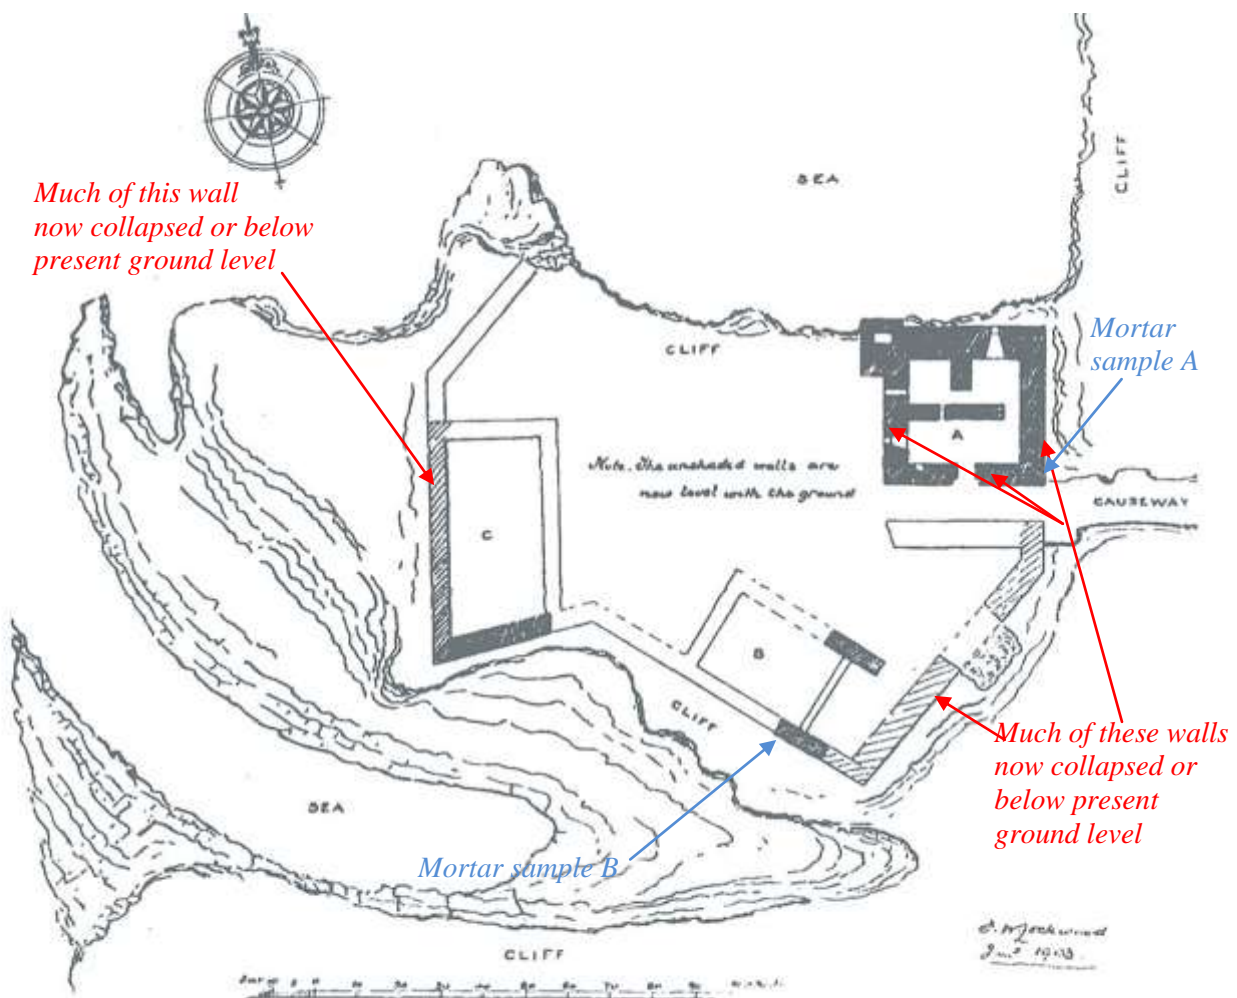 SEA
CLIFF
Much of this wall
now collapsed or below
present ground level
Mortar
sample A
CLIFF
A
Note. The unshaded walls are
now level with the ground
CAUSEWAY
C
B
CLIFF
Much of these walls
now collapsed or
below present
ground level
SEA
Mortar sample B
CLIFF